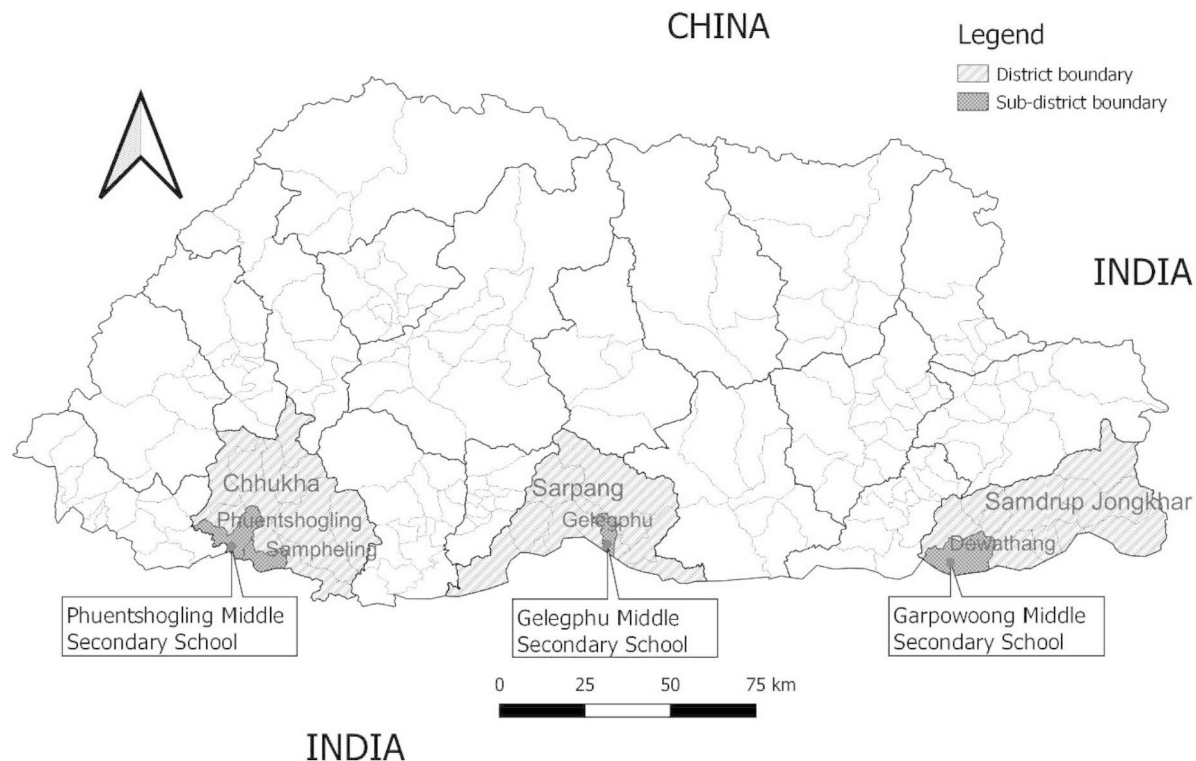 CHINA
Legend
District boundary
Sub-district boundary
INDIA
Chhukha
Phuentshogling
Sampheling
Sarpang
Gelegphu
Samdrup Jongkhar
Dewathang
Phuentshogling Middle
Secondary School
Gelegphu Middle
Secondary School
Garpowoong Middle
Secondary School
0 25 50 75 km
INDIA